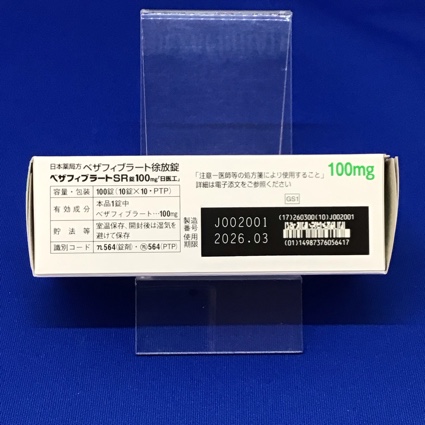 日本薬局方 ベザフィブラート徐放錠
ベザフィブラートSR錠100mg「日医工」
容量・包装 100錠(10錠×10・PTP)
有効成分 本品1錠中
ベザフィブラート…100mg
貯法等 室温保存、開封後は湿気を
避けて保存
識別コード 564(錠剤)・564(PTP)
「注意-医師等の処方箋により使用すること」
詳細は電子添文をご参照ください
100mg
GS1
製造番号 J002001
使用期限 2026.03
(17)260300(10)J002001
(01)14987376056417